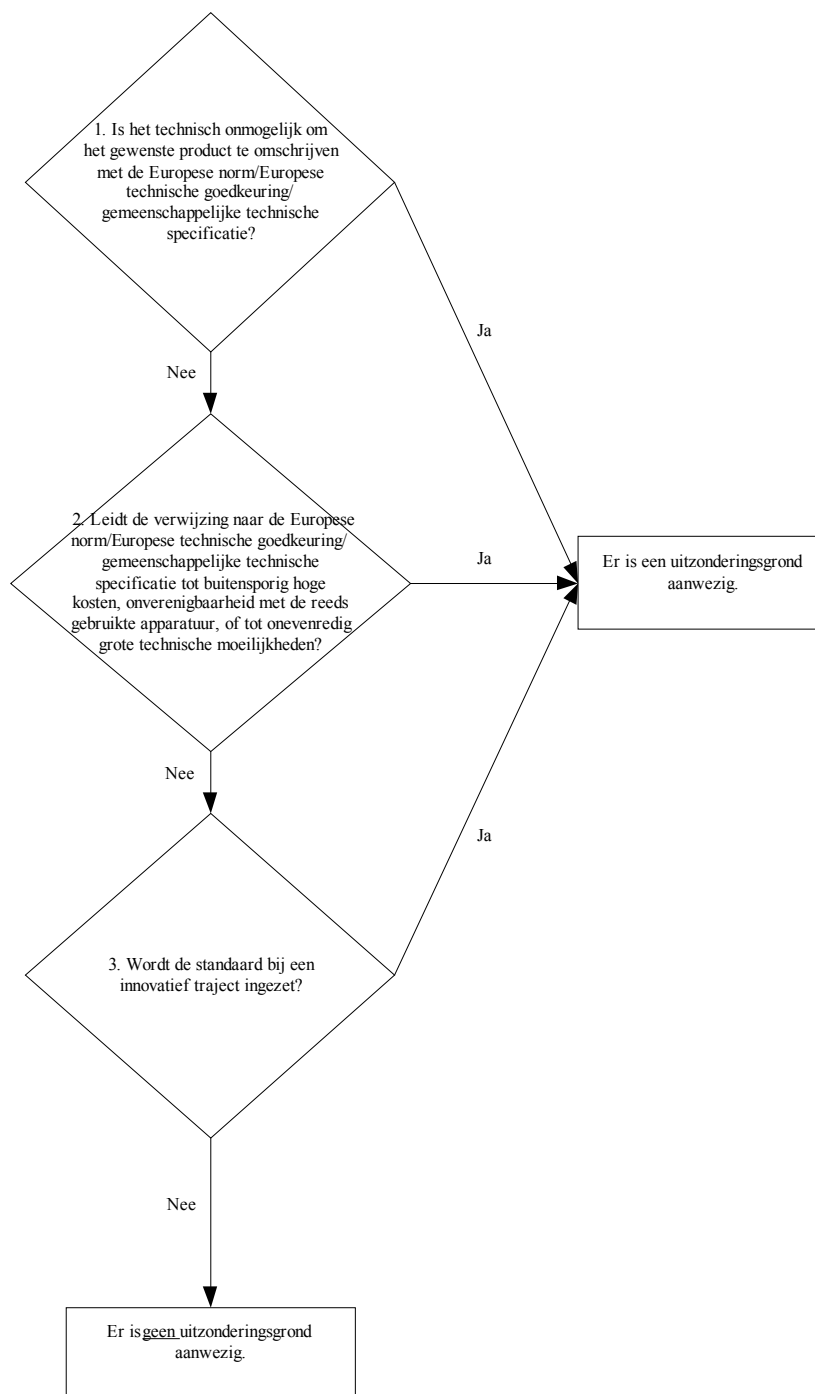 1. Is het technisch onmogelijk om
het gewenste product te omschrijven
met de Europese norm/Europese
technische goedkeuring/
gemeenschappelijke technische
specificatie?
Ja
Nee
2. Leidt de verwijzing naar de Europese
norm/Europese technische goedkeuring/
gemeenschappelijke technische
specificatie tot buitensporig hoge
kosten, onverenigbaarheid met de reeds
gebruikte apparatuur, of tot onevenredig
grote technische moeilijkheden?
Ja
Er is een uitzonderingsgrond
aanwezig.
Nee
Ja
3. Wordt de standaard bij een
innovatief traject ingezet?
Nee
Er is geen uitzonderingsgrond
aanwezig.